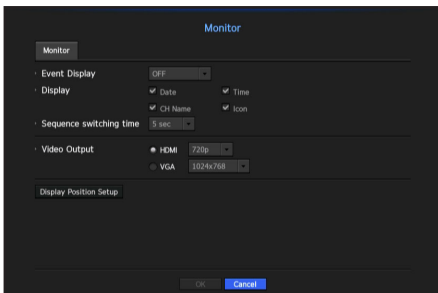 Monitor
Monitor
Event Display OFF
Display Date Time
CH Name Icon
Sequence switching time 5 sec
Video Output HDMI 720p
VGA 1024x768
Display Position Setup
OK Cancel